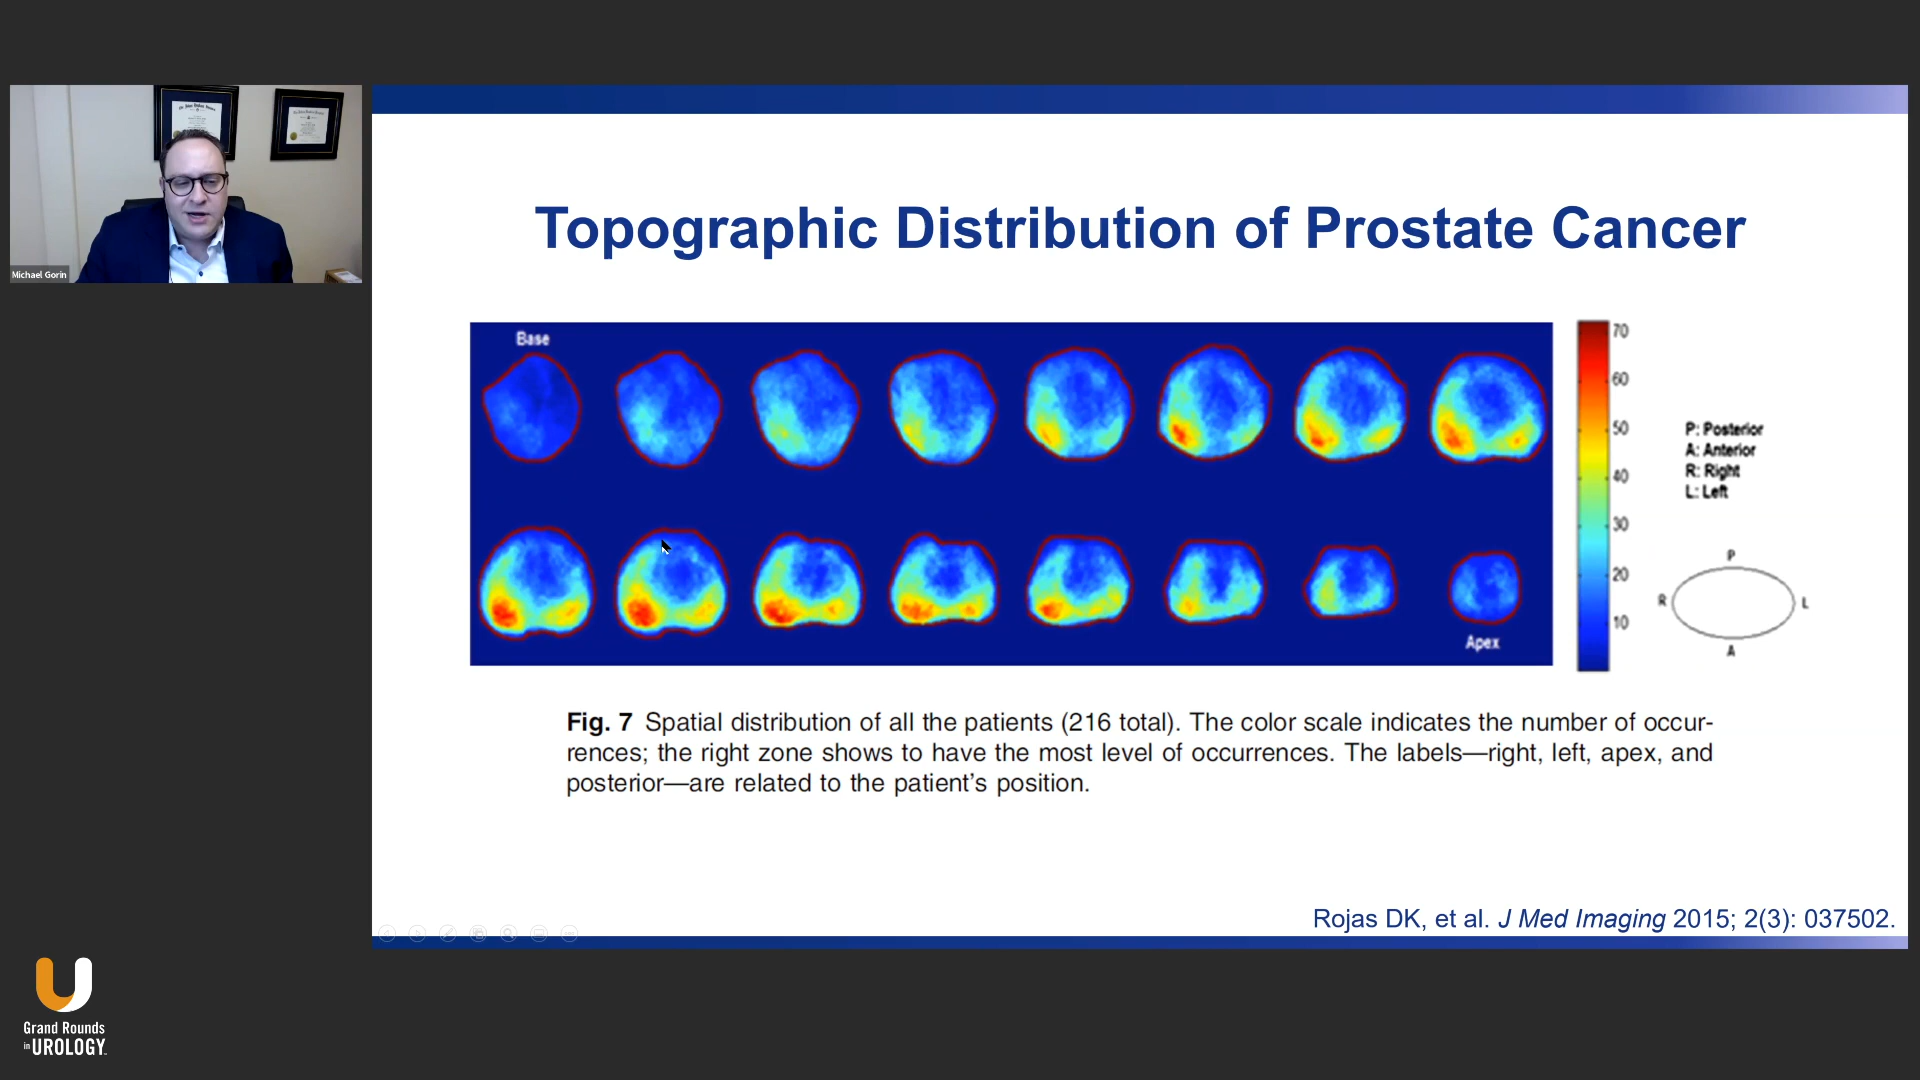 Michael Gorin
Topographic Distribution of Prostate Cancer
Base
Apex
70
60
50
40
30
20
10
P: Posterior
A: Anterior
R: Right
L: Left
P
R
L
A
Fig. 7 Spatial distribution of all the patients (216 total). The color scale indicates the number of occur-
rences; the right zone shows to have the most level of occurrences. The labels—right, left, apex, and
posterior—are related to the patient's position.
Rojas DK, et al. J Med Imaging 2015; 2(3): 037502.
Grand Rounds
in UROLOGY